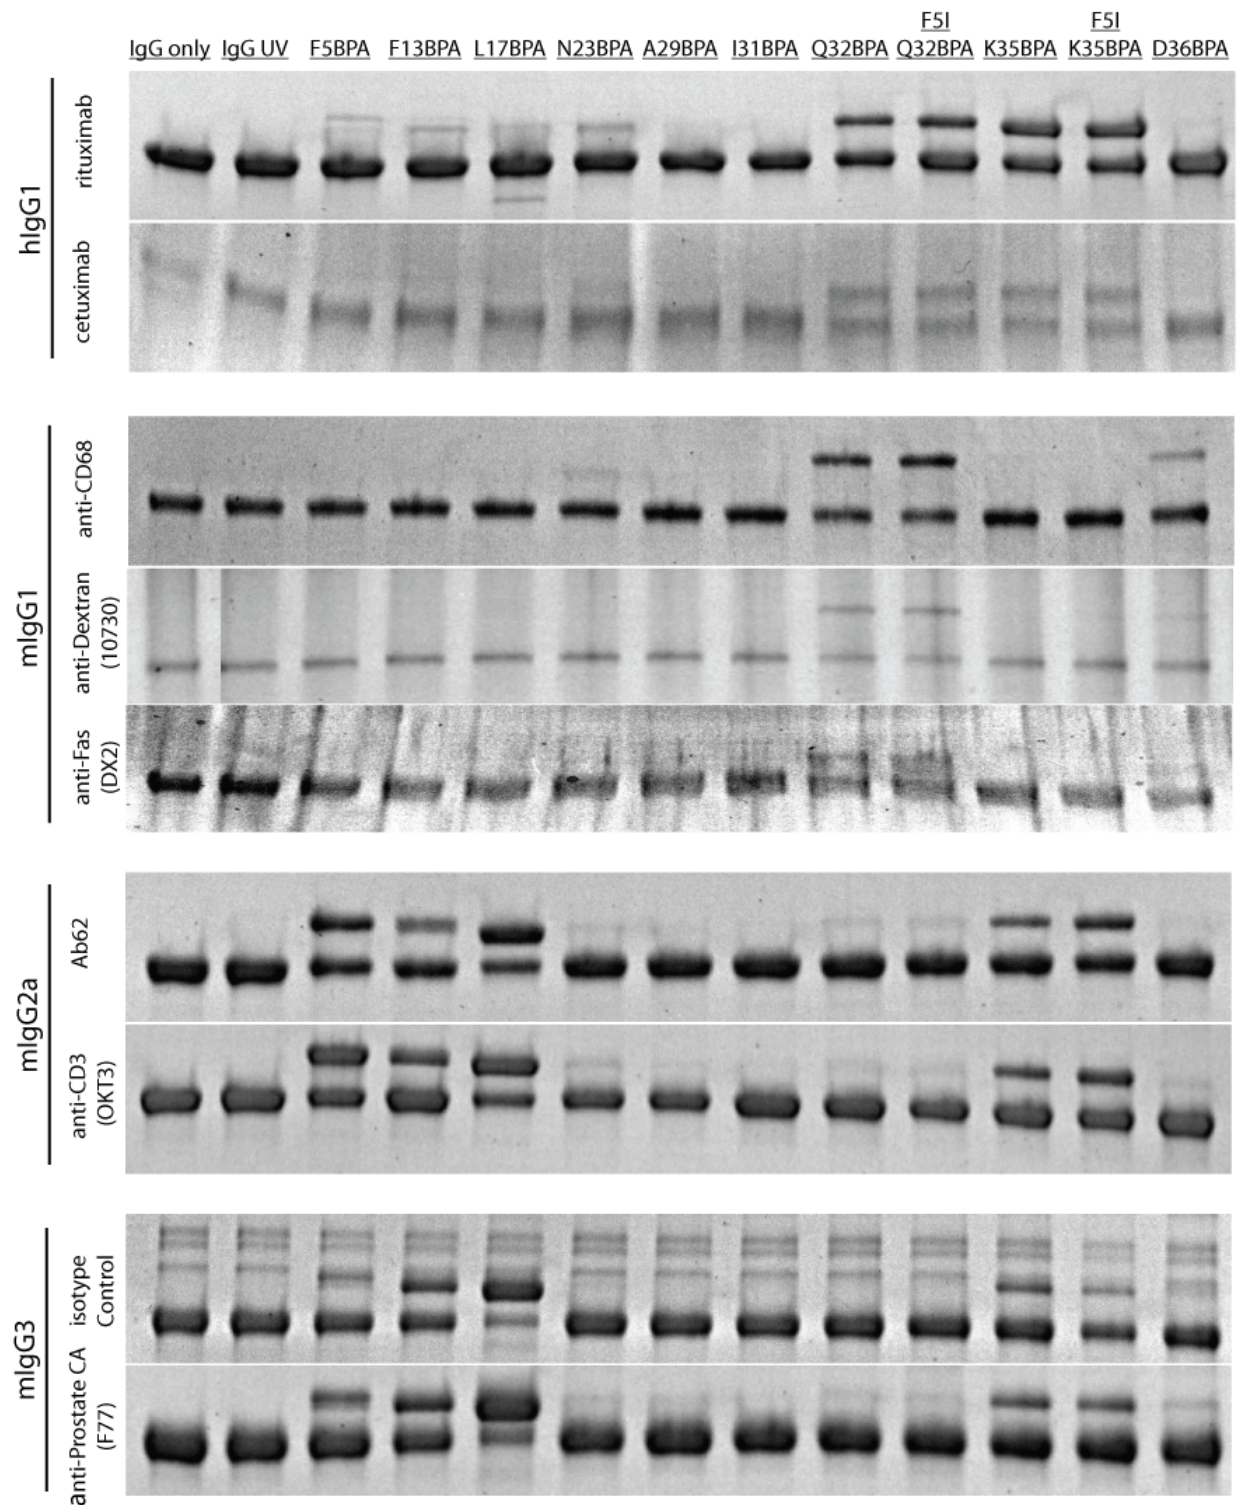 F5I F5I
IgG only IgG UV F5BPA F13BPA L17BPA N23BPA A29BPA I31BPA Q32BPA Q32BPA K35BPA K35BPA D36BPA
hIgG1
rituximab
cetuximab
mIgG1
anti-CD68
anti-Dextran
(10730)
anti-Fas
(DX2)
mIgG2a
Ab62
anti-CD3
(OKT3)
mIgG3
isotype
Control
anti-Prostate CA
(F77)